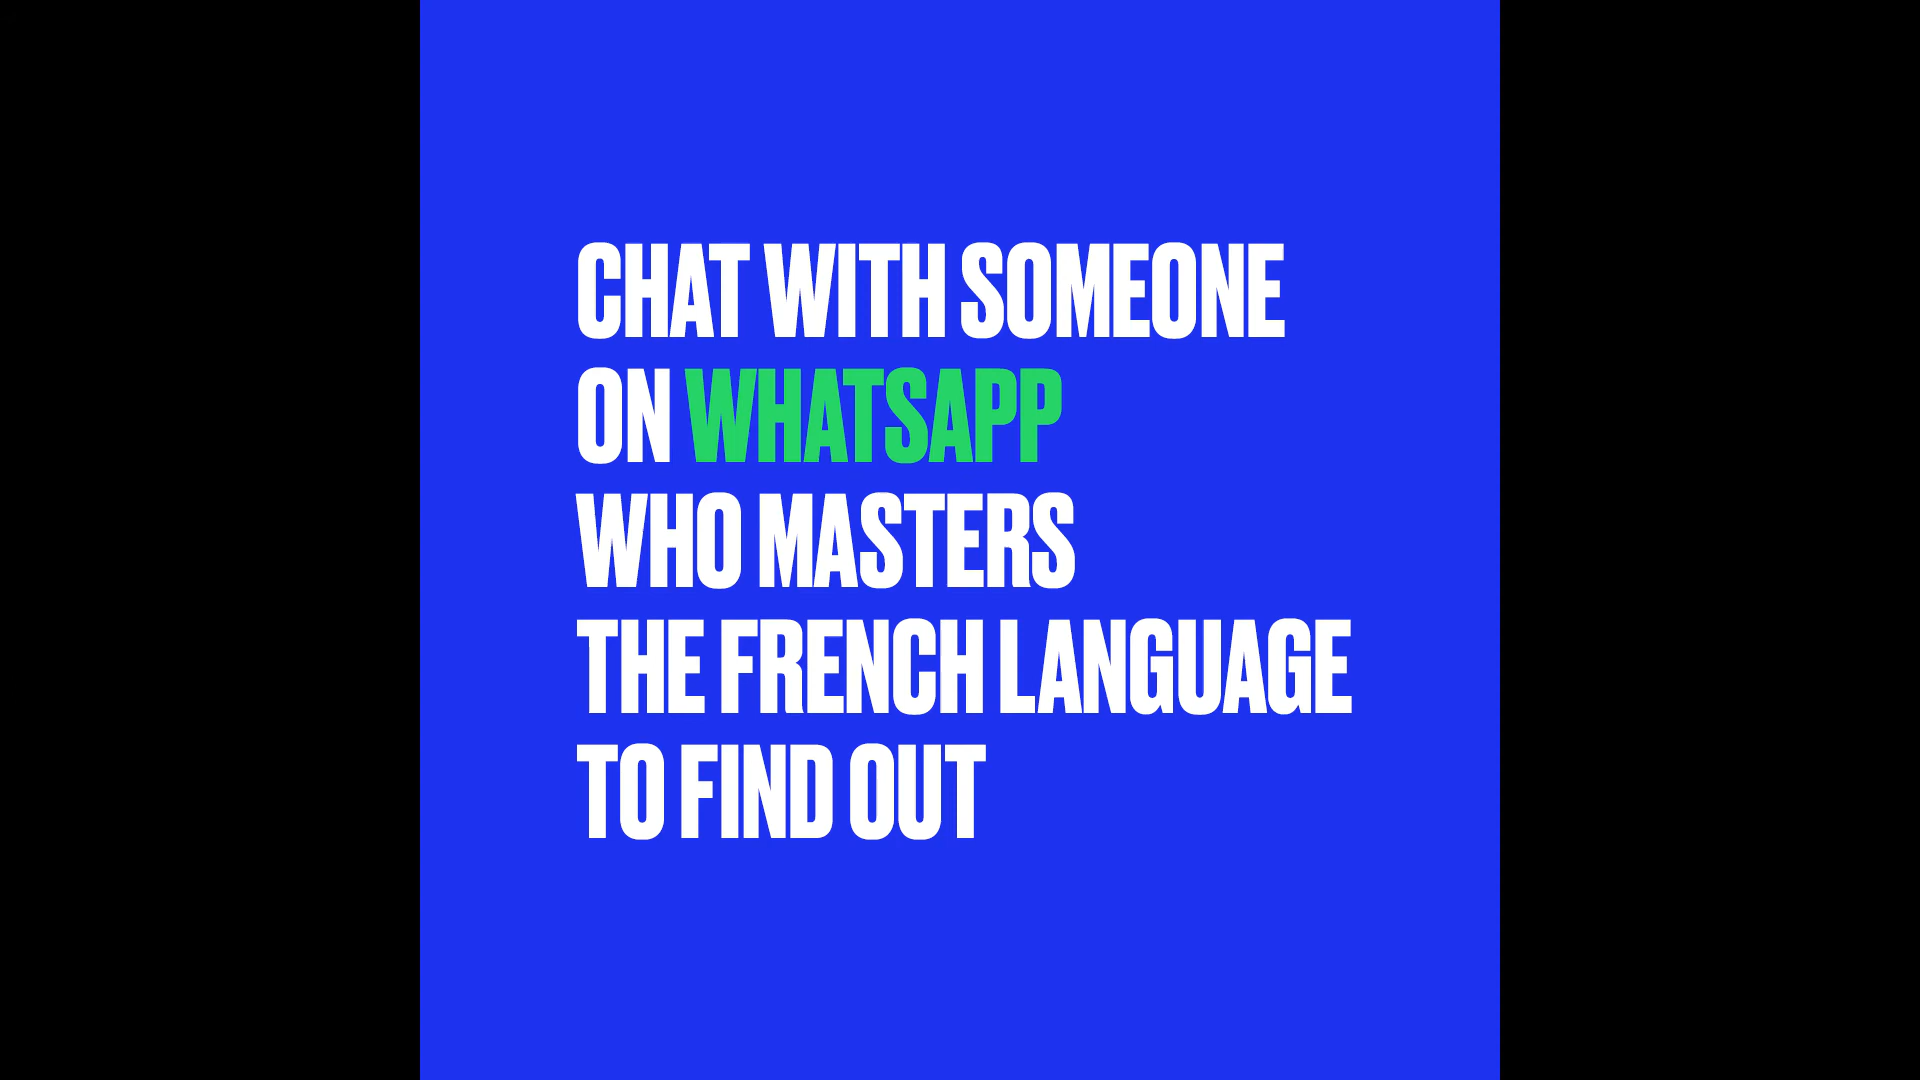 CHAT WITH SOMEONE
ON WHATSAPP
WHO MASTERS
THE FRENCH LANGUAGE
TO FIND OUT